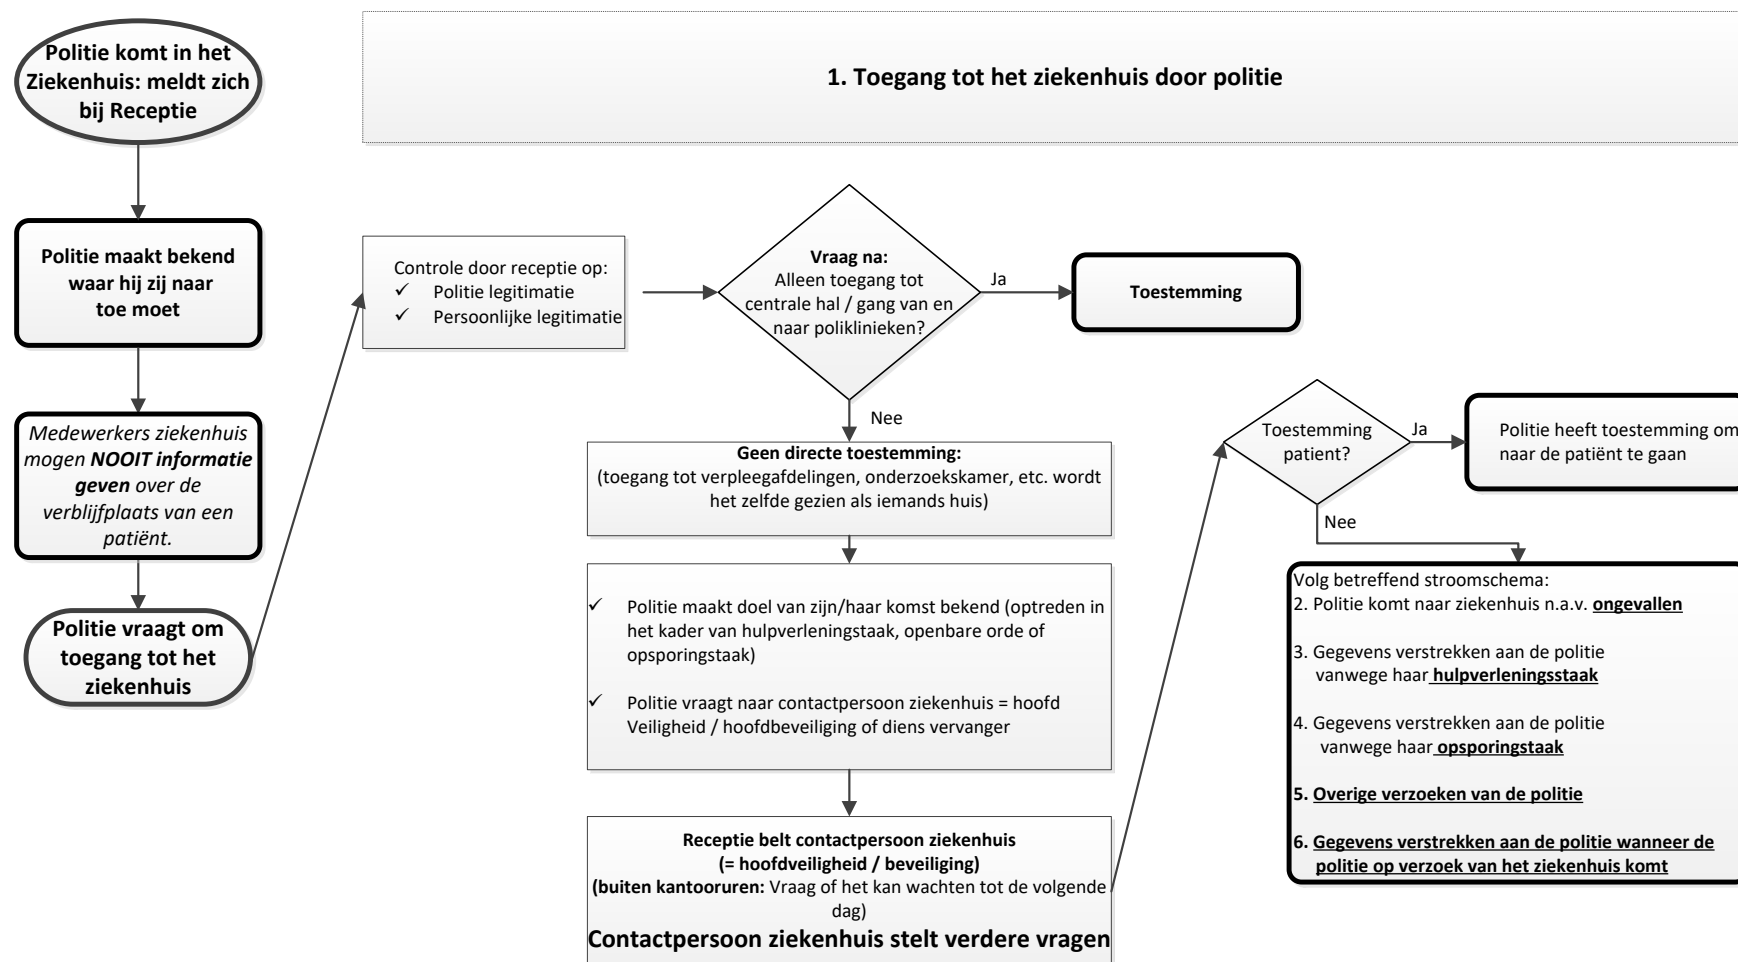 Politie komt in het
Ziekenhuis: meldt zich
bij Receptie
1. Toegang tot het ziekenhuis door politie
Politie maakt bekend
waar hij zij naar
toe moet
Medewerkers ziekenhuis
mogen NOOIT informatie
geven over de
verblijfplaats van een
patiënt.
Politie vraagt om
toegang tot het
ziekenhuis
Controle door receptie op:
✓ Politie legitimatie
✓ Persoonlijke legitimatie
Vraag na:
Alleen toegang tot
centrale hal / gang van en
naar poliklinieken?
Ja
Toestemming
Nee
Geen directe toestemming:
(toegang tot verpleegafdelingen, onderzoekskamer, etc. wordt
het zelfde gezien als iemands huis)
✓ Politie maakt doel van zijn/haar komst bekend (optreden in
het kader van hulpverleningstaak, openbare orde of
opsporingstaak)
✓ Politie vraagt naar contactpersoon ziekenhuis = hoofd
Veiligheid / hoofdbeveiliging of diens vervanger
Receptie belt contactpersoon ziekenhuis
(= hoofdveiligheid / beveiliging)
(buiten kantooruren: Vraag of het kan wachten tot de volgende
dag)
Contactpersoon ziekenhuis stelt verdere vragen
Toestemming
patient?
Ja
Politie heeft toestemming om
naar de patiënt te gaan
Nee
Volg betreffend stroomschema:
2. Politie komt naar ziekenhuis n.a.v. ongevallen
3. Gegevens verstrekken aan de politie
vanwege haar hulpverleningsstaak
4. Gegevens verstrekken aan de politie
vanwege haar opsporingstaak
5. Overige verzoeken van de politie
6. Gegevens verstrekken aan de politie wanneer de
politie op verzoek van het ziekenhuis komt